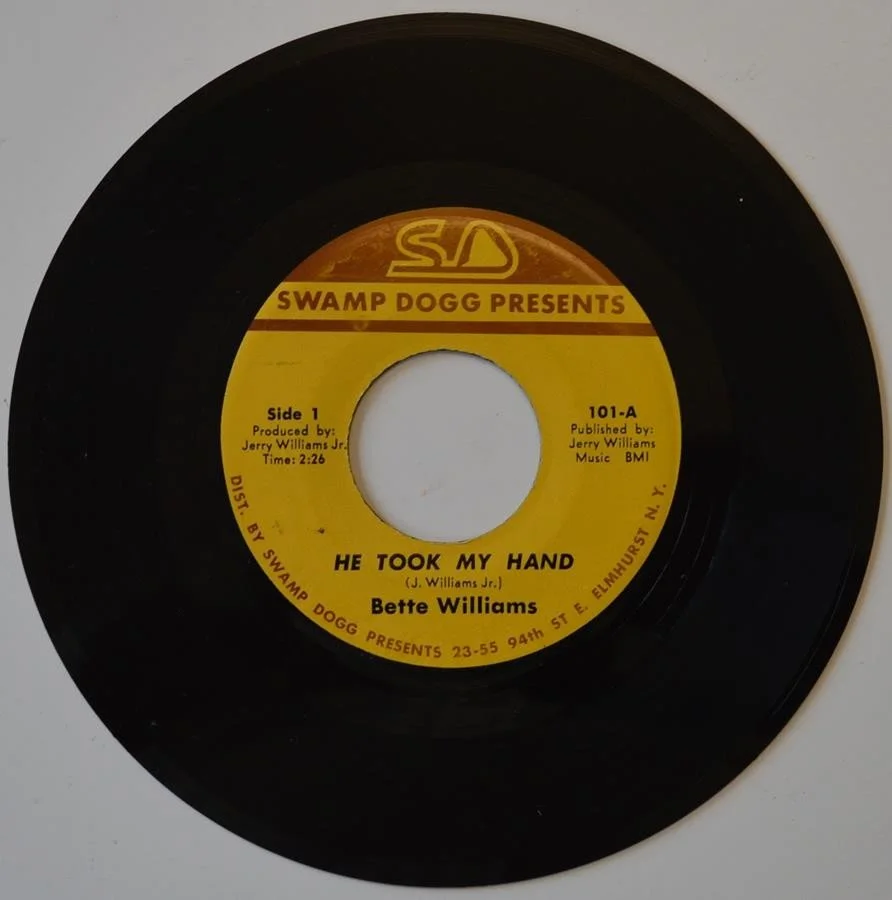 SD
SWAMP DOGG PRESENTS
Side 1
Produced by:
Jerry Williams Jr.
Time: 2:26
101-A
Published by:
Jerry Williams
Music BMI
HE TOOK MY HAND
(J. Williams Jr.)
Bette Williams
DIST. BY SWAMP DOGG PRESENTS 23-55 94th ST E. ELMHURST N.Y.